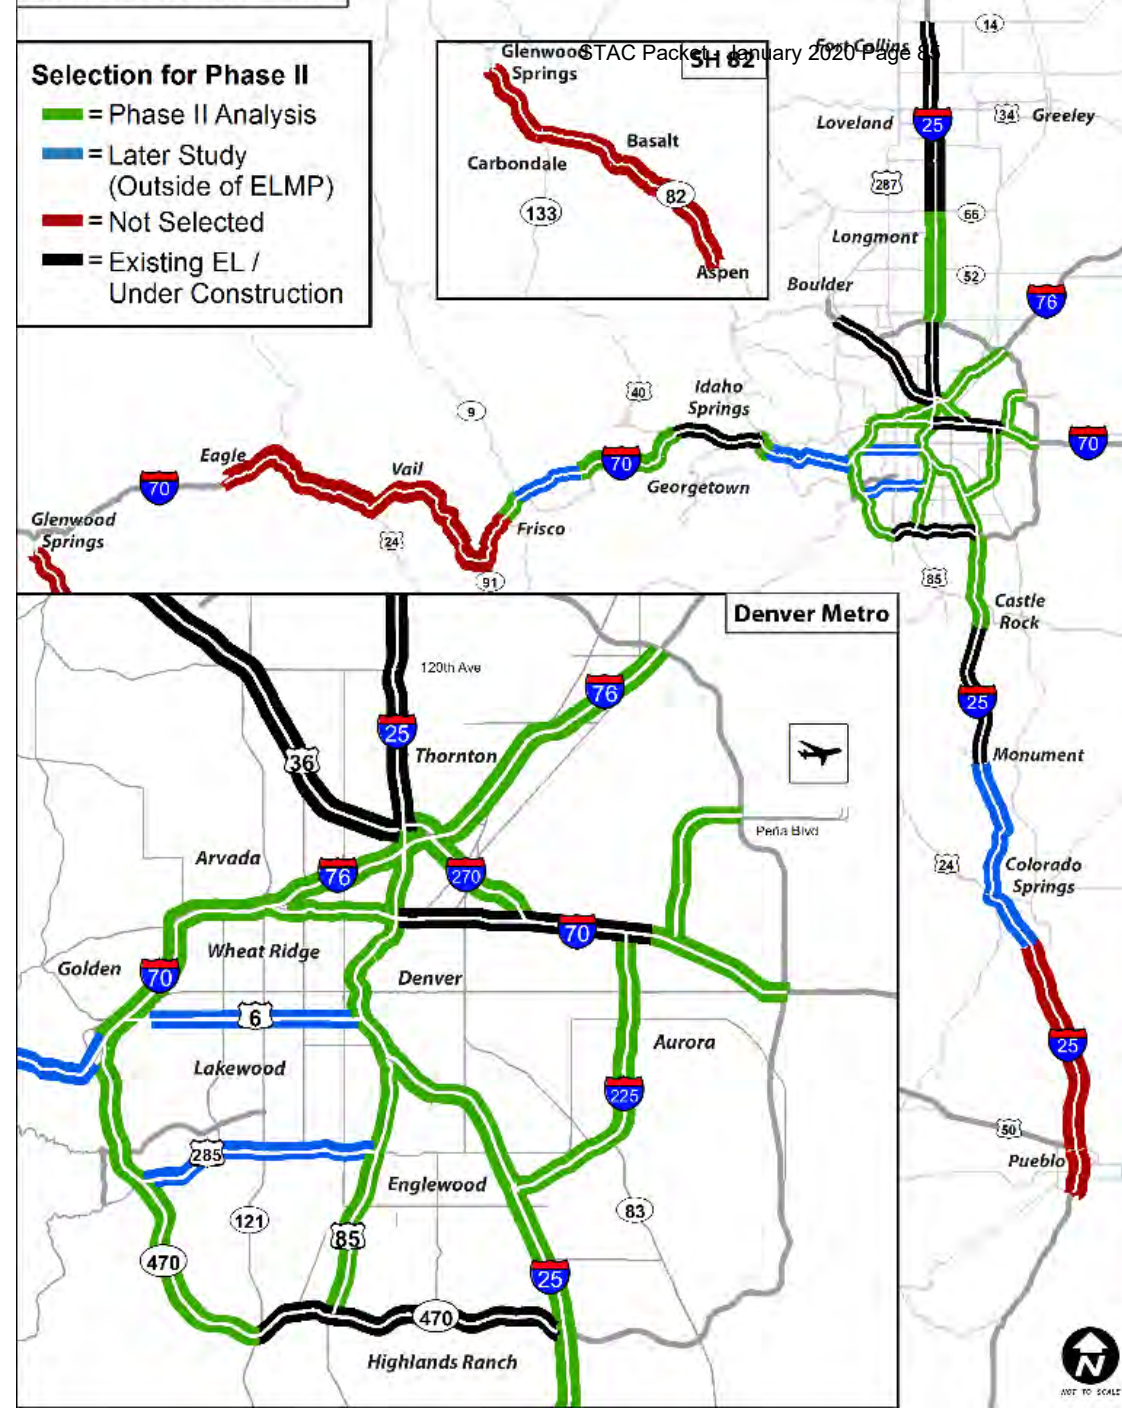 STAC Packet - January 2020 Page 85
Selection for Phase II
= Phase II Analysis
= Later Study
(Outside of ELMP)
= Not Selected
= Existing EL /
Under Construction
SH 82
Glenwood
Springs
Carbondale
Basalt
82
133
Aspen
Fort Collins
14
Loveland
25
34
Greeley
287
66
Longmont
52
Boulder
76
Idaho
Springs
40
9
70
Eagle
Vail
70
70
Georgetown
Glenwood
Springs
24
Frisco
91
85
Castle
Rock
25
Monument
24
Colorado
Springs
25
50
Pueblo
Denver Metro
120th Ave
76
25
36
Thornton
Peña Blvd
Arvada
76
270
70
Wheat Ridge
Golden
70
Denver
6
Aurora
Lakewood
225
285
Englewood
121
83
85
470
25
470
Highlands Ranch
N
NOT TO SCALE